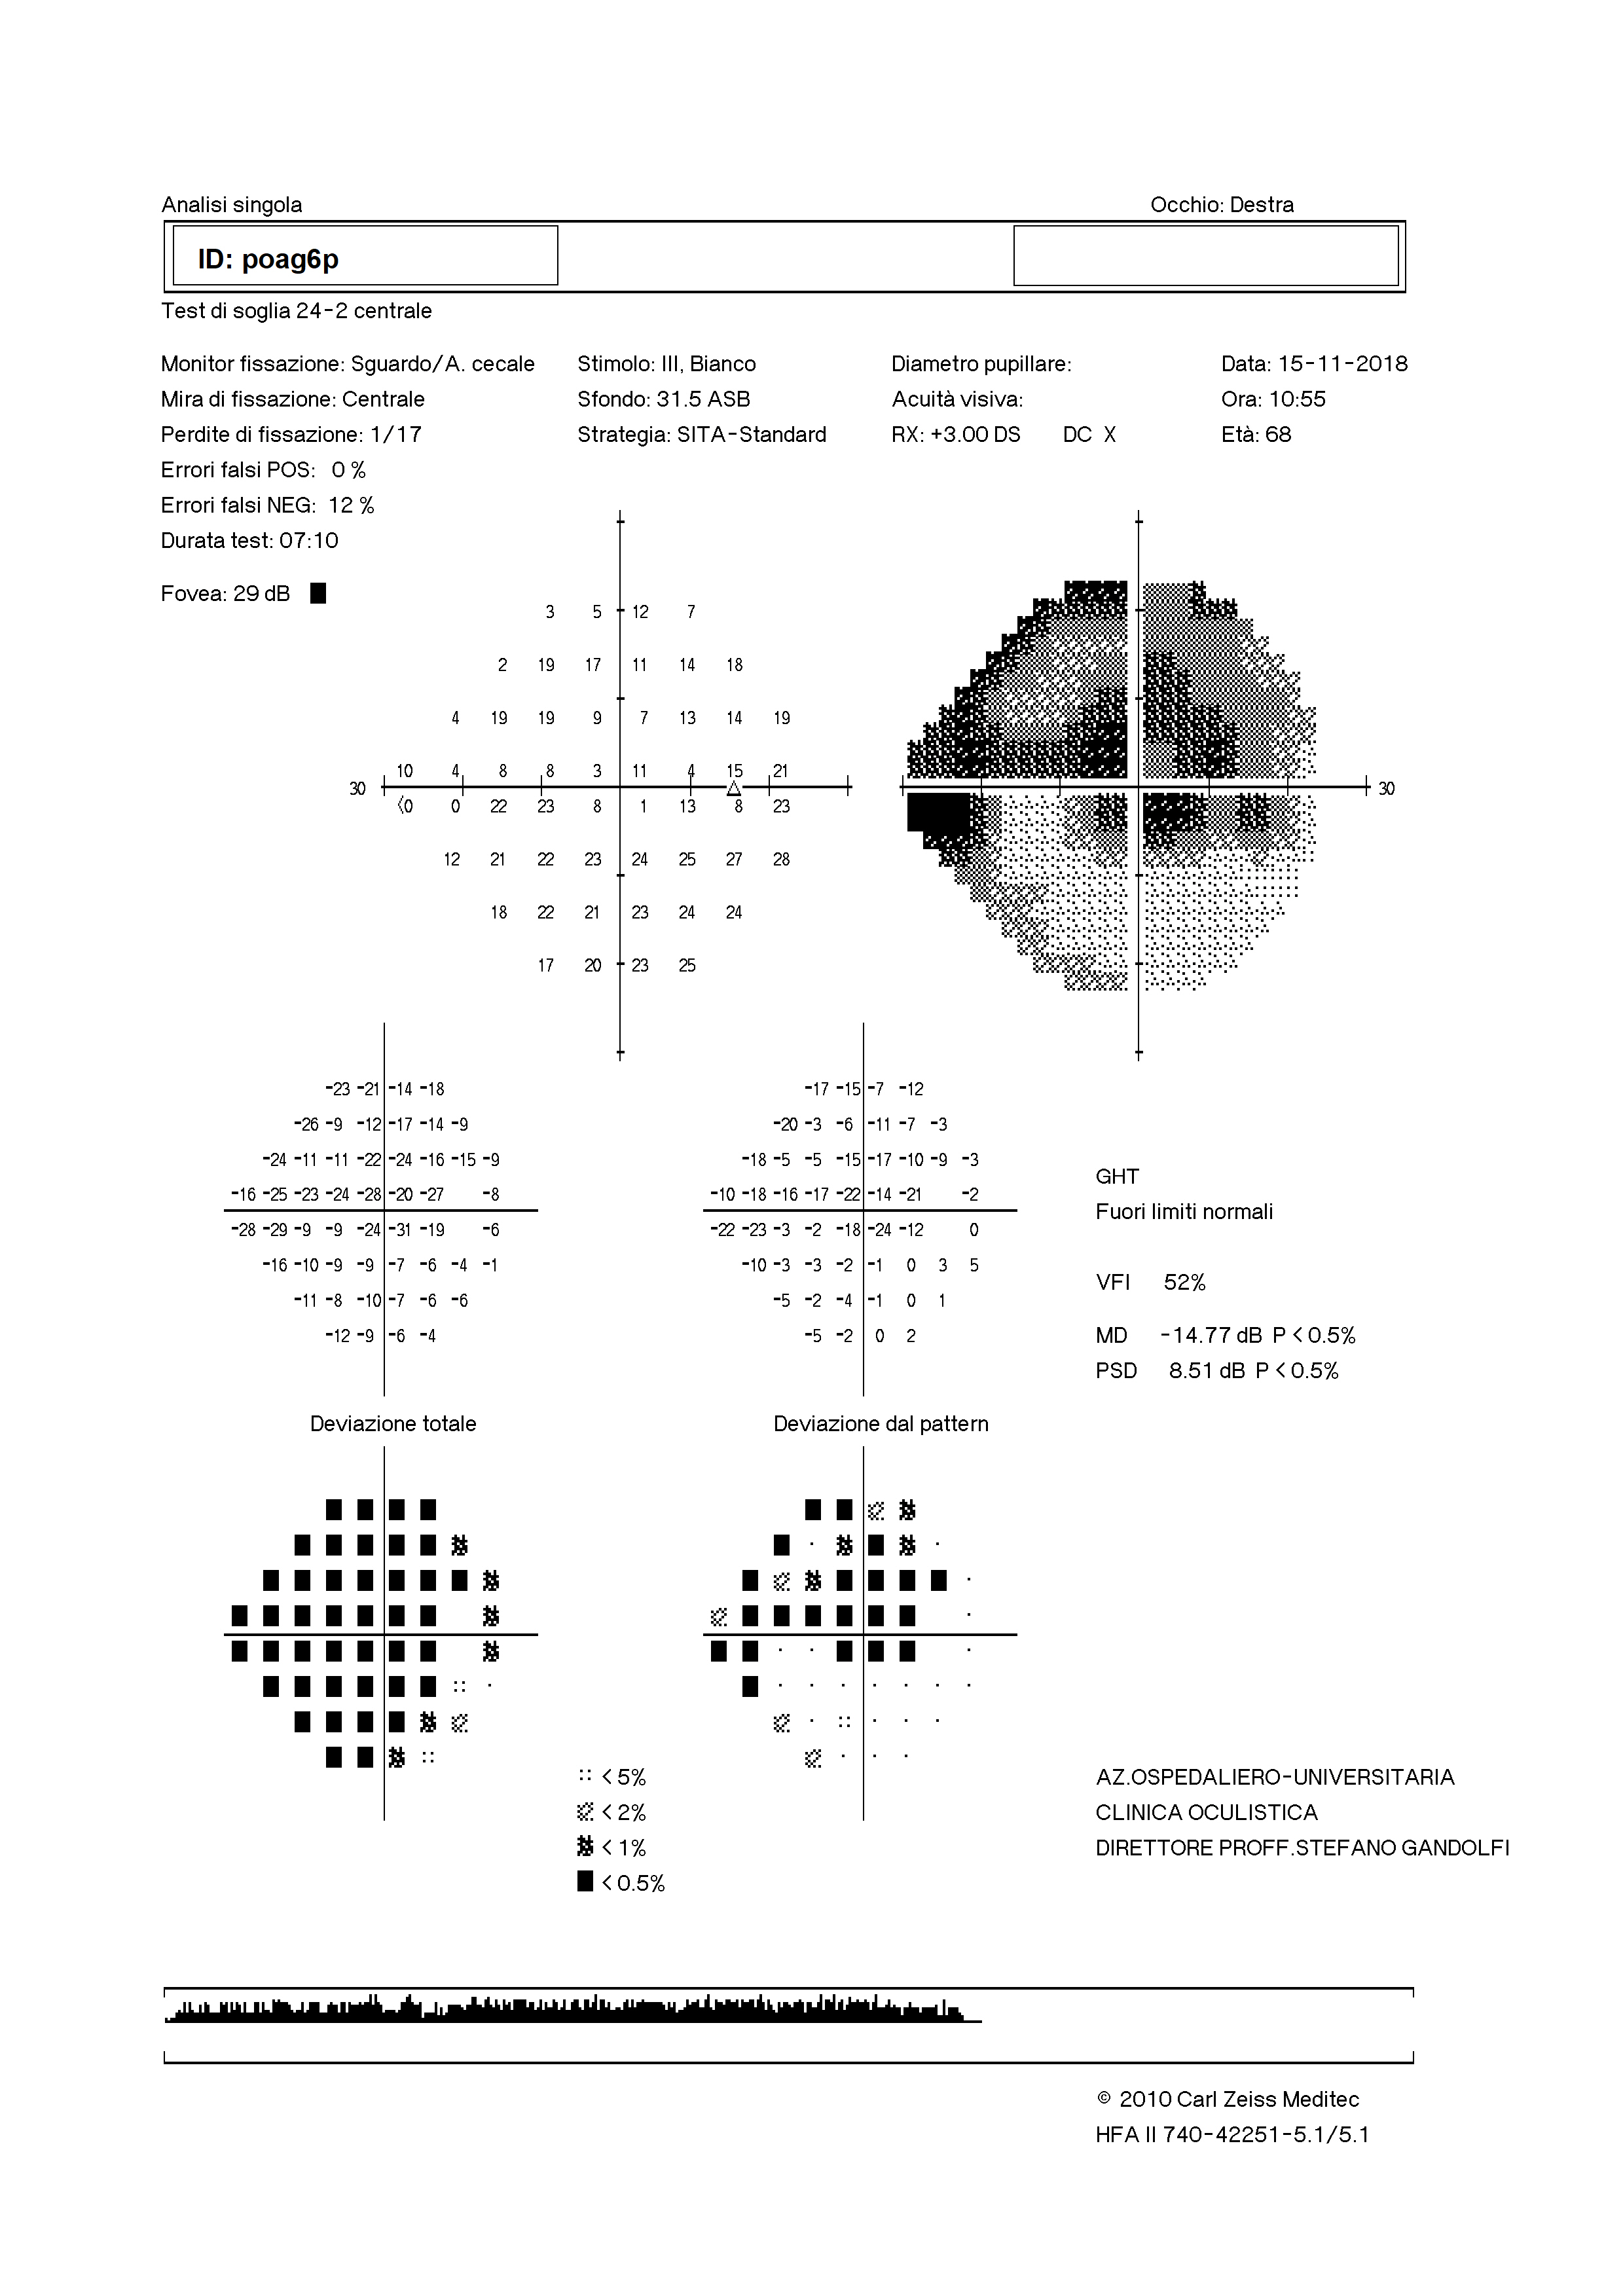 Analisi singola Occhio: Destra
ID: poag6p
Test di soglia 24-2 centrale
Monitor fissazione: Sguardo/A. cecale Stimolo: III, Bianco Diametro pupillare: Data: 15-11-2018
Mira di fissazione: Centrale Sfondo: 31.5 ASB Acuità visiva: Ora: 10:55
Perdite di fissazione: 1/17 Strategia: SITA-Standard RX: +3.00 DS DC X Età: 68
Errori falsi POS: 0 %
Errori falsi NEG: 12 %
Durata test: 07:10
Fovea: 29 dB
3 5 12 7
2 19 17 11 14 18
4 19 19 9 7 13 14 19
10 4 8 8 3 11 4 15 21
30 30
<0 0 22 23 8 1 13 8 23
12 21 22 23 24 25 27 28
18 22 21 23 24 24
17 20 23 25
-23 -21 -14 -18 -17 -15 -7 -12
-26 -9 -12 -17 -14 -9 -20 -3 -6 -11 -7 -3
-24 -11 -11 -22 -24 -16 -15 -9 -18 -5 -5 -15 -17 -10 -9 -3
GHT
-16 -25 -23 -24 -28 -20 -27 -8 -10 -18 -16 -17 -22 -14 -21 -2
Fuori limiti normali
-28 -29 -9 -9 -24 -31 -19 -6 -22 -23 -3 -2 -18 -24 -12 0
-16 -10 -9 -9 -7 -6 -4 -1 -10 -3 -3 -2 -1 0 3 5
VFI 52%
-11 -8 -10 -7 -6 -6 -5 -2 -4 -1 0 1
-12 -9 -6 -4 -5 -2 0 2
MD -14.77 dB P < 0.5%
PSD 8.51 dB P < 0.5%
Deviazione totale Deviazione dal pattern
< 5%
< 2%
< 1%
< 0.5%
AZ.OSPEDALIERO-UNIVERSITARIA
CLINICA OCULISTICA
DIRETTORE PROFF.STEFANO GANDOLFI
© 2010 Carl Zeiss Meditec
HFA II 740-42251-5.1/5.1